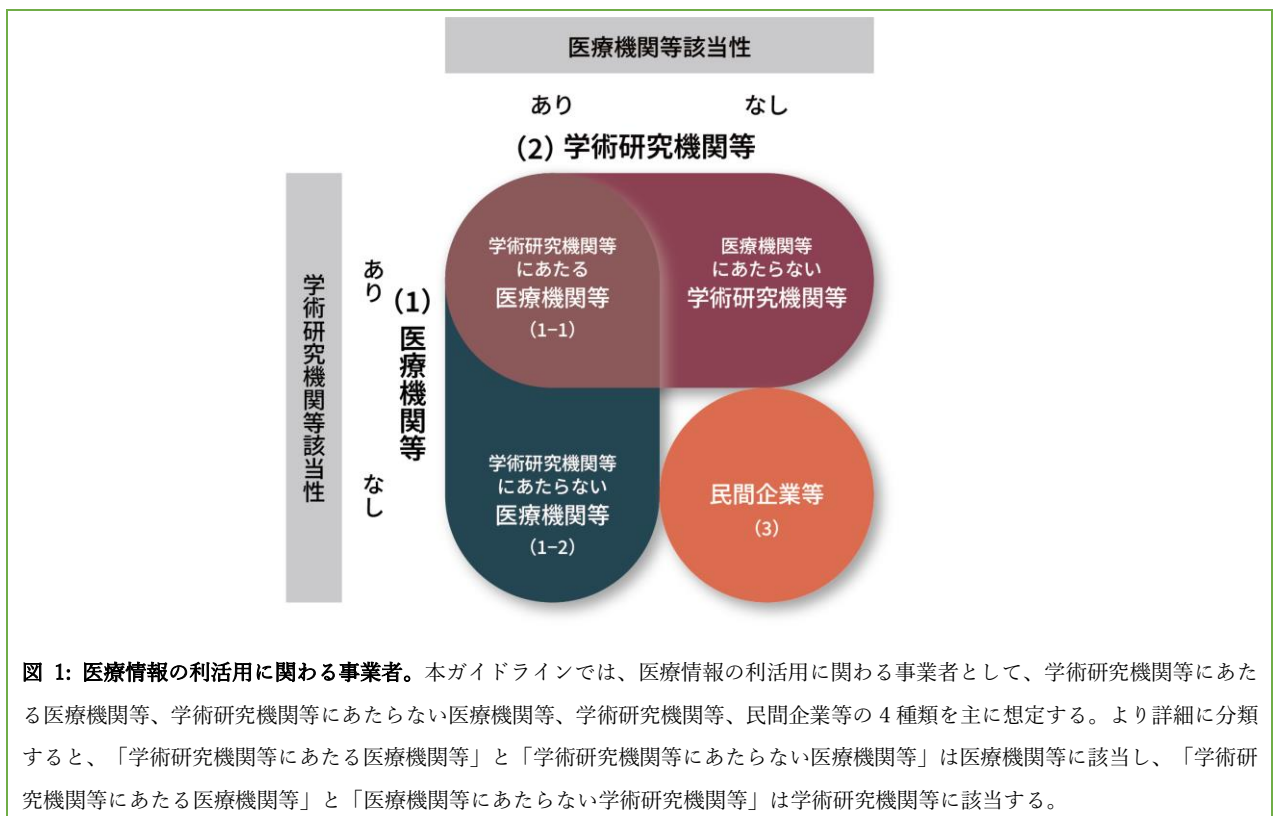 医療機関等該当性
あり
なし
(2) 学術研究機関等
学術研究機関等該当性
あり
なし
(1) 医療機関等
学術研究機関等
にあたる
医療機関等
(1−1)
医療機関等
にあたらない
学術研究機関等
学術研究機関等
にあたらない
医療機関等
(1−2)
民間企業等
(3)
図 1: 医療情報の利活用に関わる事業者。本ガイドラインでは、医療情報の利活用に関わる事業者として、学術研究機関等にあた
る医療機関等、学術研究機関等にあたらない医療機関等、学術研究機関等、民間企業等の 4 種類を主に想定する。より詳細に分類
すると、「学術研究機関等にあたる医療機関等」と「学術研究機関等にあたらない医療機関等」は医療機関等に該当し、「学術研
究機関等にあたる医療機関等」と「医療機関等にあたらない学術研究機関等」は学術研究機関等に該当する。